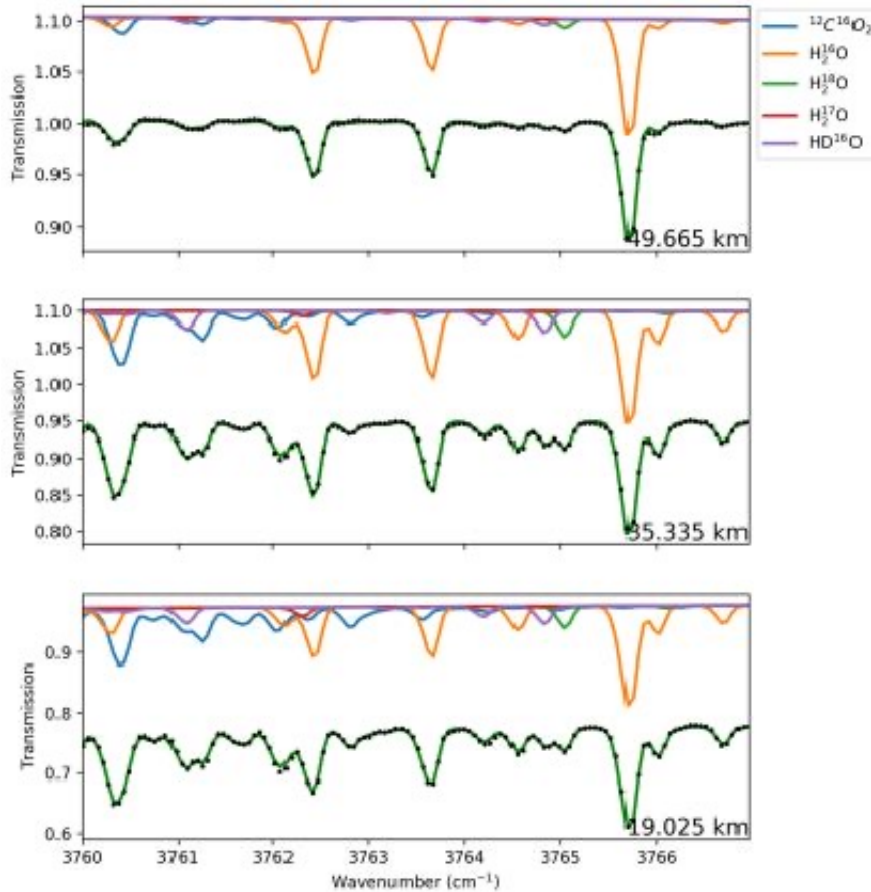 1.10
1.05
1.00
0.95
0.90
Transmission
49.665 km
¹²C¹⁶O₂
H₂¹⁶O
H₂¹⁸O
H₂¹⁷O
HD¹⁶O
1.10
1.05
1.00
0.95
0.90
0.85
0.80
Transmission
35.335 km
0.9
0.8
0.7
0.6
Transmission
19.025 km
3760 3761 3762 3763 3764 3765 3766
Wavenumber (cm⁻¹)